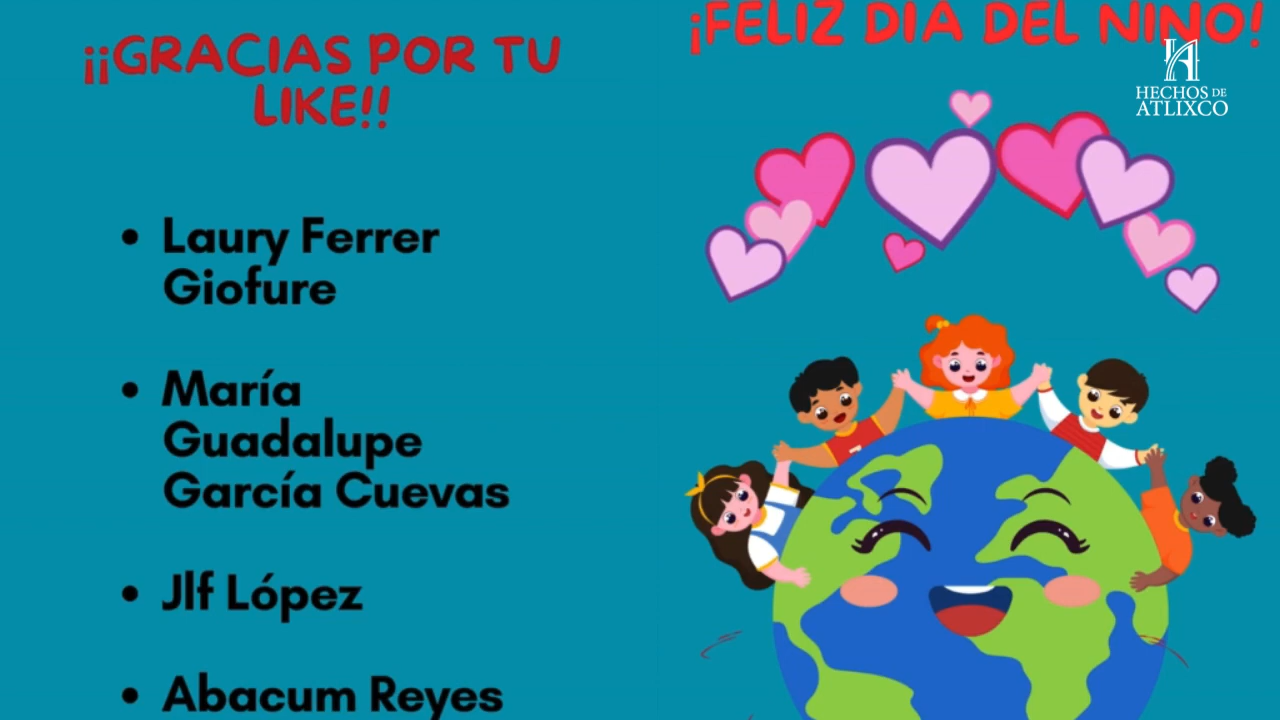 ¡¡GRACIAS POR TU
LIKE!!
• Laury Ferrer
Giofure
• María
Guadalupe
García Cuevas
• Jlf López
• Abacum Reyes
¡FELIZ DIA DEL NIÑO!
HECHOS DE
ATLIXCO